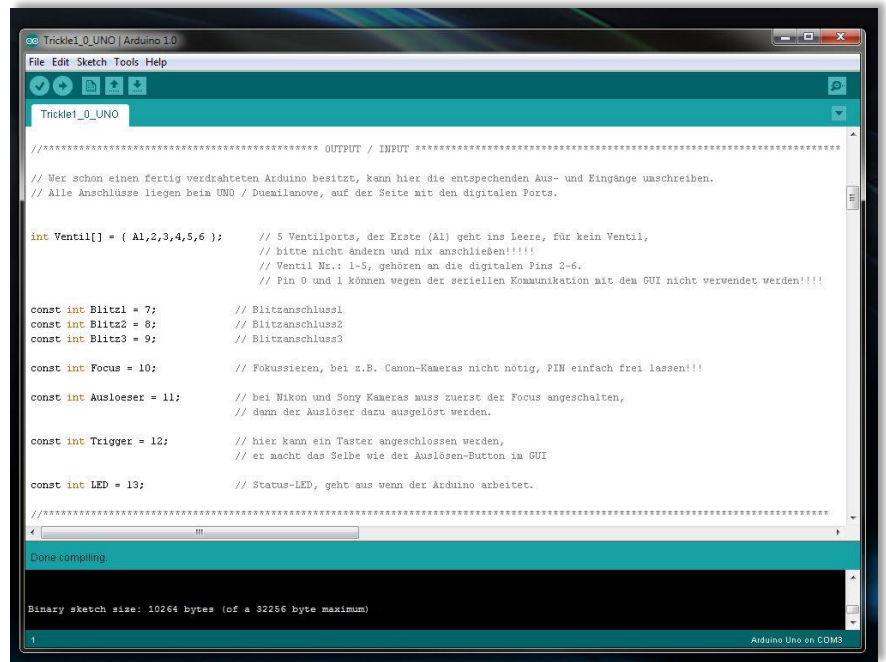 Trickle1_0_UNO | Arduino 1.0
File Edit Sketch Tools Help
Trickle1_0_UNO
//*********************************************** OUTPUT / INPUT *************************************************************************
// Wer schon einen fertig verdrahteten Arduino besitzt, kann hier die entspechenden Aus- und Eingänge umschreiben.
// Alle Anschlüsse liegen beim UNO / Duemilanove, auf der Seite mit den digitalen Ports.
int Ventil[] = { A1,2,3,4,5,6 }; // 5 Ventilports, der Erste (A1) geht ins Leere, für kein Ventil,
// bitte nicht ändern und nix anschließen!!!!!
// Ventil Nr.: 1-5, gehören an die digitalen Pins 2-6.
// Pin 0 und 1 können wegen der seriellen Kommunikation mit dem GUI nicht verwendet werden!!!!
const int Blitz1 = 7; // Blitzanschluss1
const int Blitz2 = 8; // Blitzanschluss2
const int Blitz3 = 9; // Blitzanschluss3
const int Focus = 10; // Fokussieren, bei z.B. Canon-Kameras nicht nötig, PIN einfach frei lassen!!!
const int Ausloeser = 11; // bei Nikon und Sony Kameras muss zuerst der Focus angeschalten,
// dann der Auslöser dazu ausgelöst werden.
const int Trigger = 12; // hier kann ein Taster angeschlossen werden,
// er macht das Selbe wie der Auslösen-Button im GUI
const int LED = 13; // Status-LED, geht aus wenn der Arduino arbeitet.
//***************************************************************************************************************************************
Done compiling.
Binary sketch size: 10264 bytes (of a 32256 byte maximum)
1 Arduino Uno on COM3